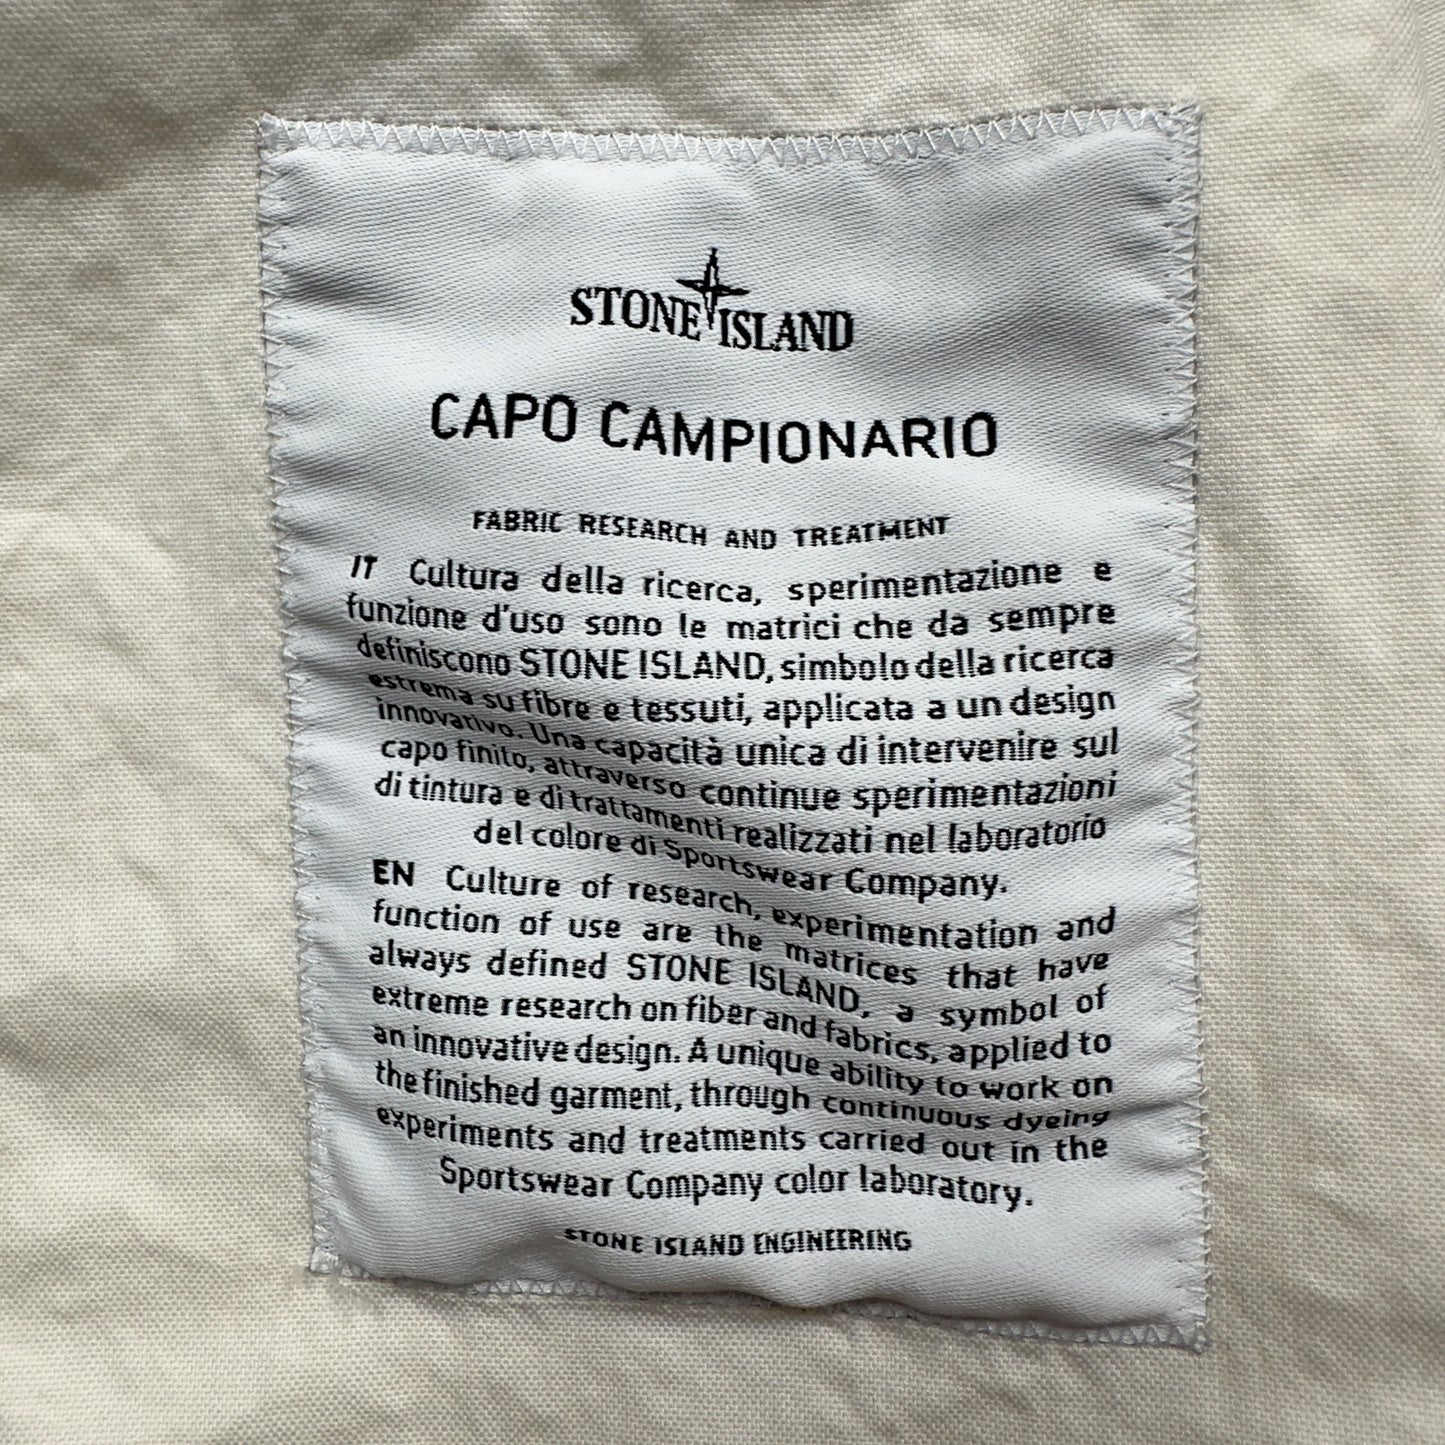 STONE ISLAND
CAPO CAMPIONARIO
FABRIC RESEARCH AND TREATMENT
IT Cultura della ricerca, sperimentazione e
funzione d'uso sono le matrici che da sempre
definiscono STONE ISLAND, simbolo della ricerca
estrema su fibre e tessuti, applicata a un design
innovativo. Una capacità unica di intervenire sul
capo finito, attraverso continue sperimentazioni
di tintura e di trattamenti realizzati nel laboratorio
del colore di Sportswear Company.
EN Culture of research, experimentation and
function of use are the matrices that have
always defined STONE ISLAND, a symbol of
extreme research on fiber and fabrics, applied to
an innovative design. A unique ability to work on
the finished garment, through continuous dyeing
experiments and treatments carried out in the
Sportswear Company color laboratory.
STONE ISLAND ENGINEERING